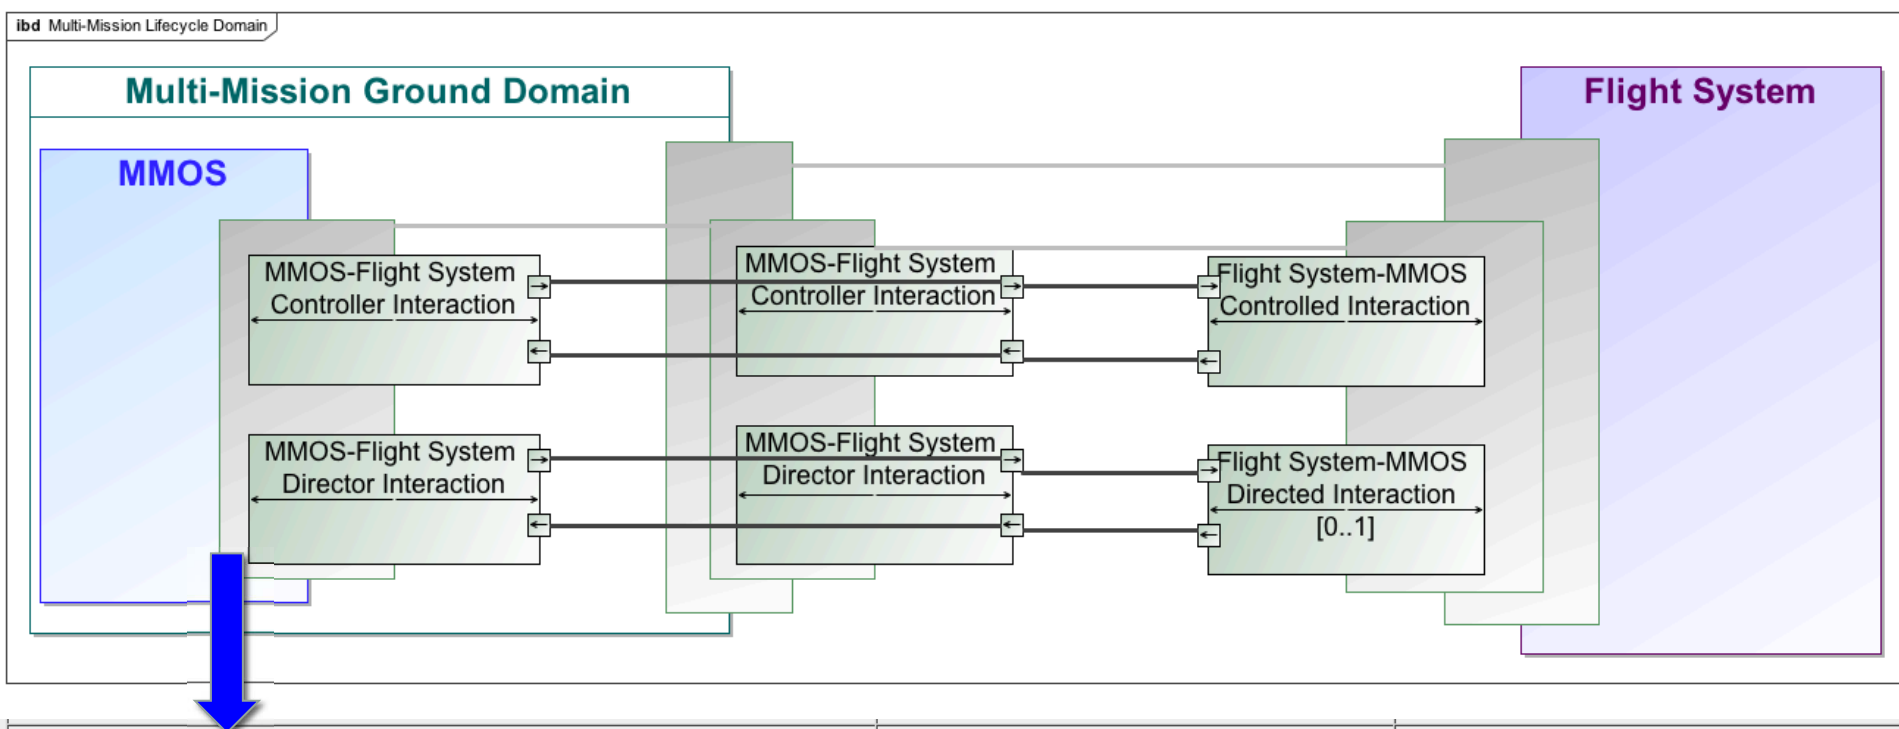 ibd Multi-Mission Lifecycle Domain
Multi-Mission Ground Domain
Flight System
MMOS
MMOS-Flight System
Controller Interaction
MMOS-Flight System
Controller Interaction
Flight System-MMOS
Controlled Interaction
MMOS-Flight System
Director Interaction
MMOS-Flight System
Director Interaction
Flight System-MMOS
Directed Interaction
[0..1]